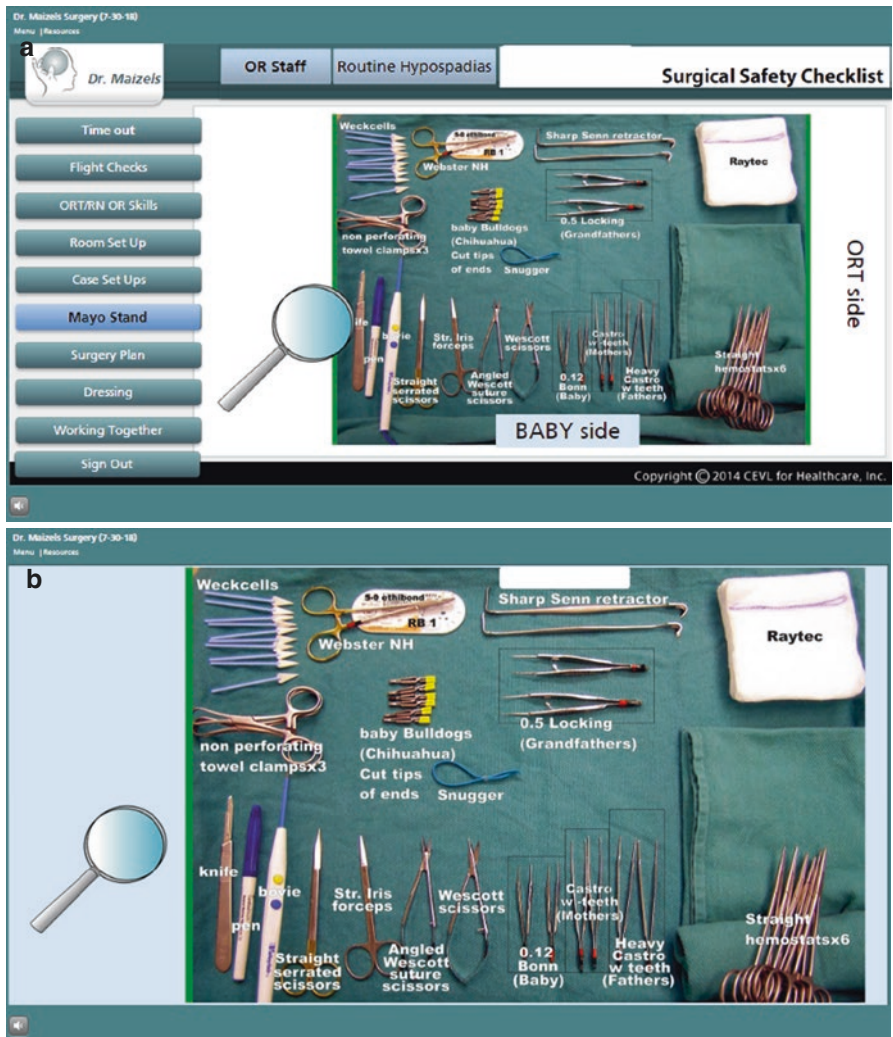 Dr. Maizels Surgery (7-30-18)
Menu | Resources
a
Dr. Maizels
OR Staff
Routine Hypospadias
Surgical Safety Checklist
Time out
Flight Checks
ORT/RN OR Skills
Room Set Up
Case Set Ups
Mayo Stand
Surgery Plan
Dressing
Working Together
Sign Out
Weckcells
5-0 ethibond
RB 1
Webster NH
Sharp Senn retractor
Raytec
non perforating
towel clampsx3
baby Bulldogs
(Chihuahua)
Cut tips
of ends
Snugger
0.5 Locking
(Grandfathers)
ife
pen
bovie
Straight
serrated
scissors
Str. Iris
forceps
Angled
Wescott
suture
scissors
Wescott
scissors
0.12
Bonn
(Baby)
Castro
w -teeth
(Mothers)
Heavy
Castro
w teeth
(Fathers)
Straight
hemostatsx6
ORT side
BABY side
Copyright © 2014 CEVL for Healthcare, Inc.
Dr. Maizels Surgery (7-30-18)
Menu | Resources
b
Weckcells
5-0 ethibond
RB 1
Webster NH
Sharp Senn retractor
Raytec
non perforating
towel clampsx3
baby Bulldogs
(Chihuahua)
Cut tips
of ends
Snugger
0.5 Locking
(Grandfathers)
knife
pen
bovie
Straight
serrated
scissors
Str. Iris
forceps
Angled
Wescott
suture
scissors
Wescott
scissors
0.12
Bonn
(Baby)
Castro
w -teeth
(Mothers)
Heavy
Castro
w teeth
(Fathers)
Straight
hemostatsx6